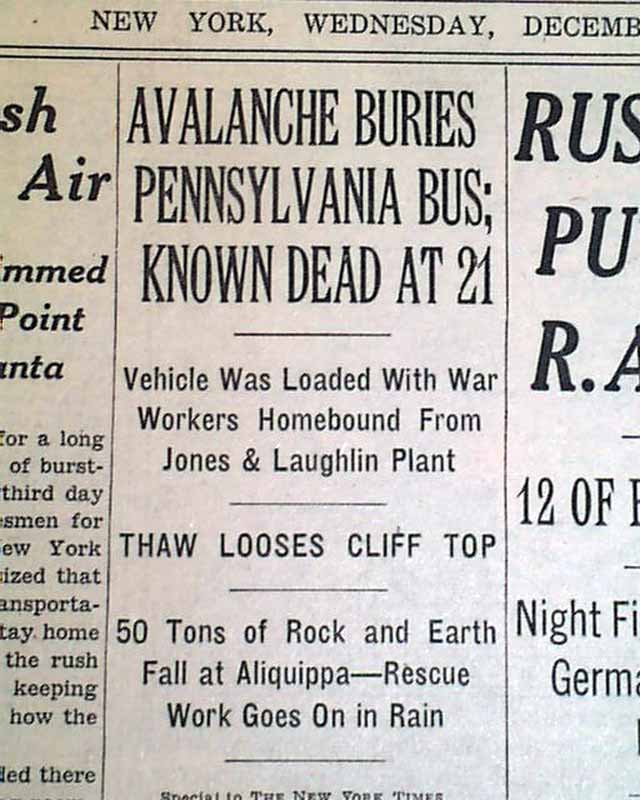 NEW YORK, WEDNESDAY, DECEMB
sh
Air
immed
Point
anta
for a long
of burst-
third day
esmen for
ew York
ized that
ansporta-
tay home
the rush
keeping
how the
ded there
AVALANCHE BURIES
PENNSYLVANIA BUS;
KNOWN DEAD AT 21
Vehicle Was Loaded With War
Workers Homebound From
Jones & Laughlin Plant
THAW LOOSES CLIFF TOP
50 Tons of Rock and Earth
Fall at Aliquippa—Rescue
Work Goes On in Rain
Special to THE NEW YORK TIMES.
RUS
PU
R.A
12 OF
Night Fi
Germa